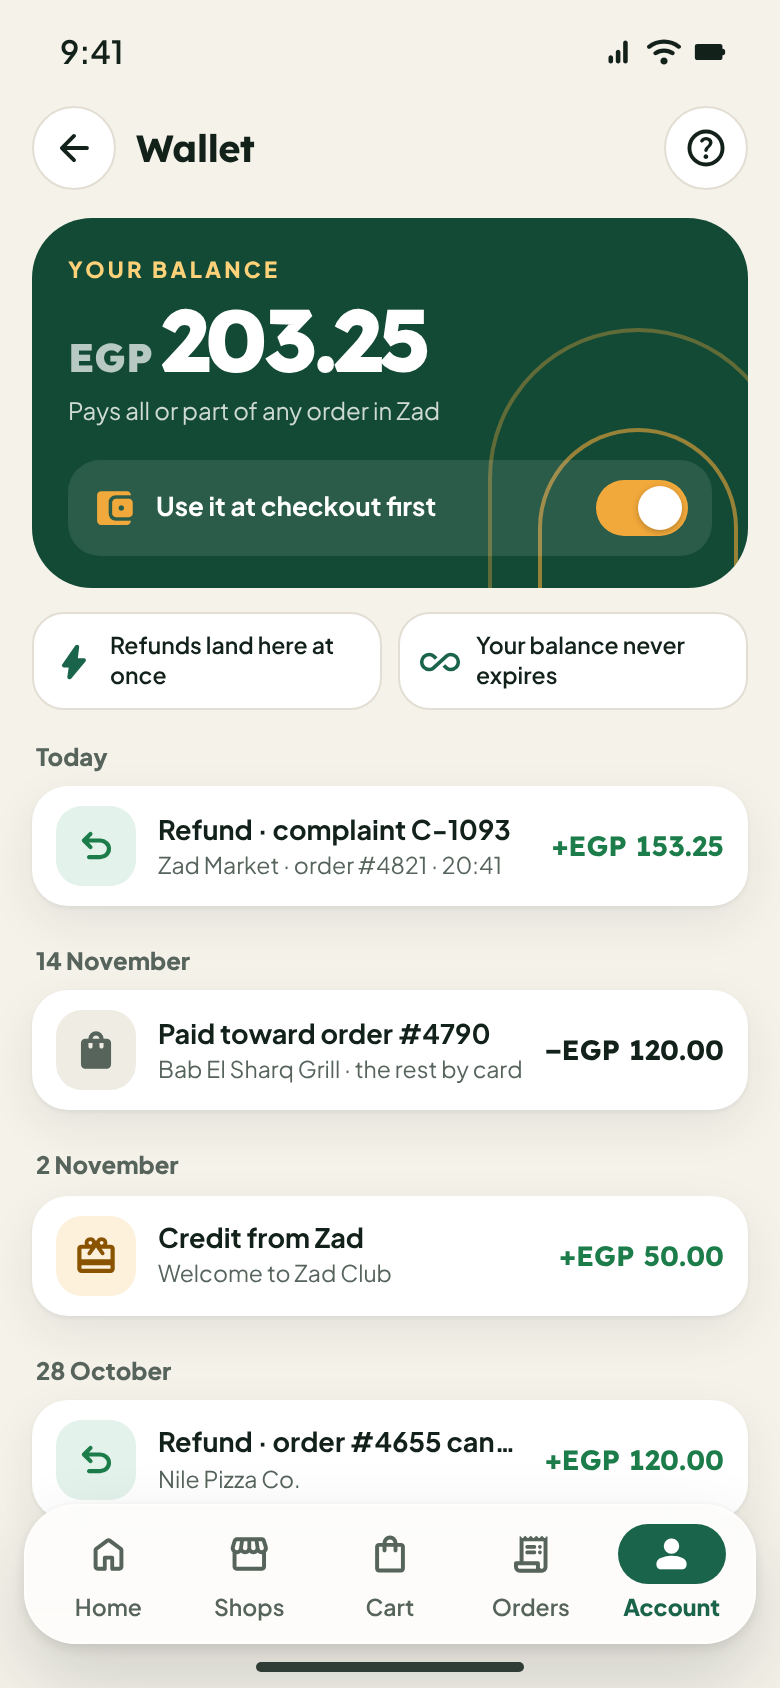 9:41
Wallet
YOUR BALANCE
EGP 203.25
Pays all or part of any order in Zad
Use it at checkout first
Refunds land here at
once
Your balance never
expires
Today
Refund · complaint C-1093
Zad Market · order #4821 · 20:41
+EGP 153.25
14 November
Paid toward order #4790
Bab El Sharq Grill · the rest by card
−EGP 120.00
2 November
Credit from Zad
Welcome to Zad Club
+EGP 50.00
28 October
Refund · order #4655 can...
Nile Pizza Co.
+EGP 120.00
Home
Shops
Cart
Orders
Account